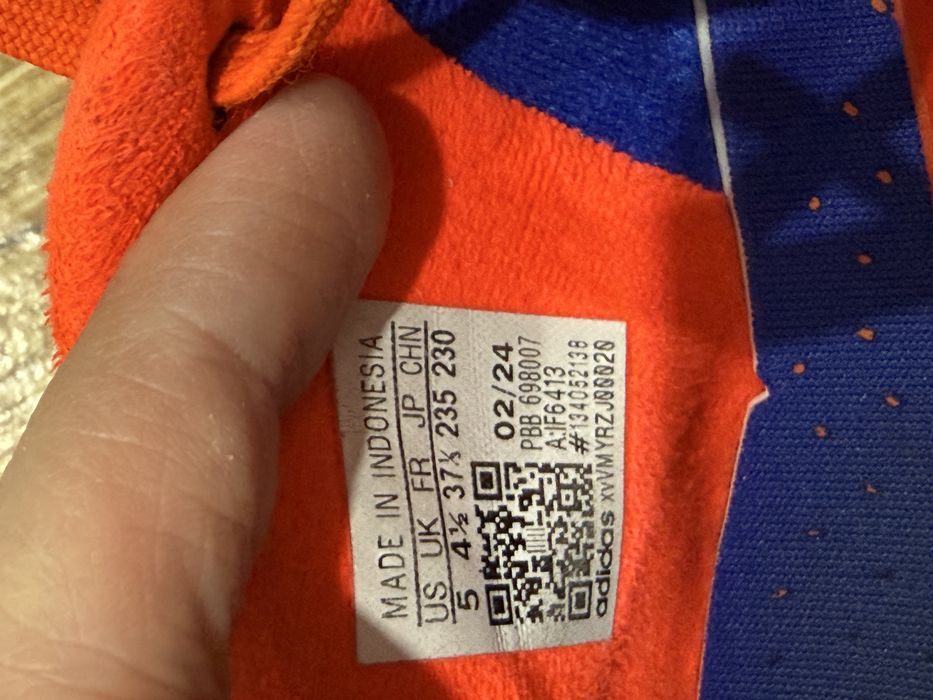 MADE IN INDONESIA
US UK FR JP CHN
5 4½ 37⅓ 235 230
02/24
PBB 698007
A:IF6413
#134052138
adidas XVVMYRZJ00020